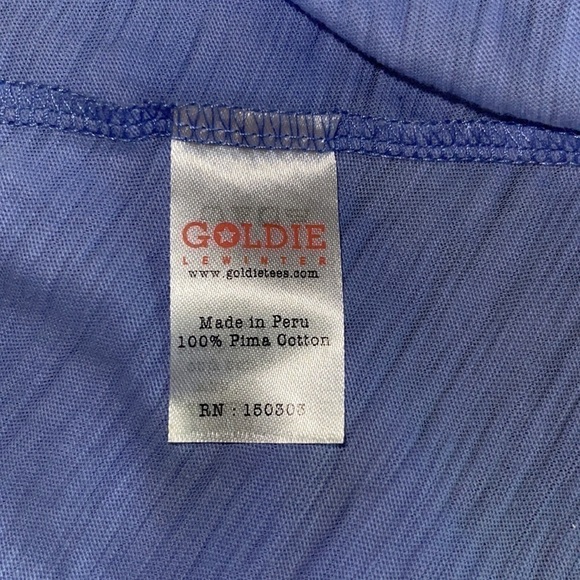 GOLDIE
LEWINTER
www.goldietees.com
Made in Peru
100% Pima Cotton
RN : 150303